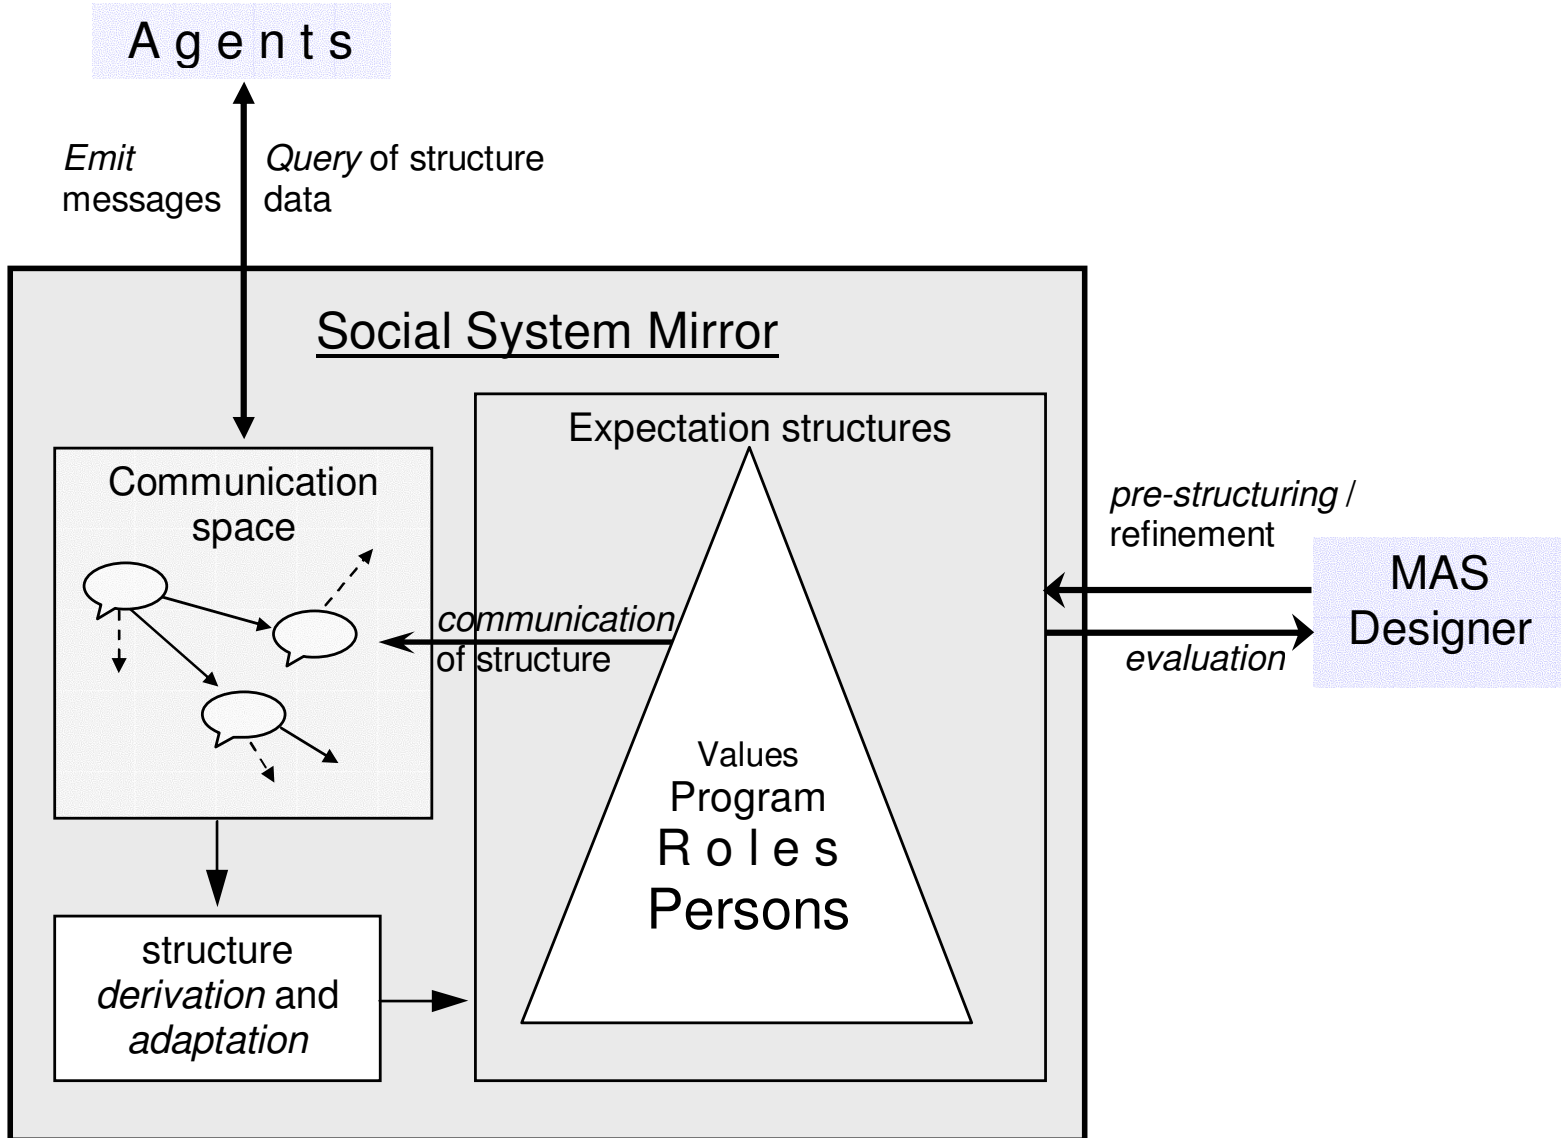 Agents
Emit
messages
Query of structure
data
Social System Mirror
Communication
space
Expectation structures
communication
of structure
Values
Program
Roles
Persons
structure
derivation and
adaptation
pre-structuring /
refinement
evaluation
MAS
Designer